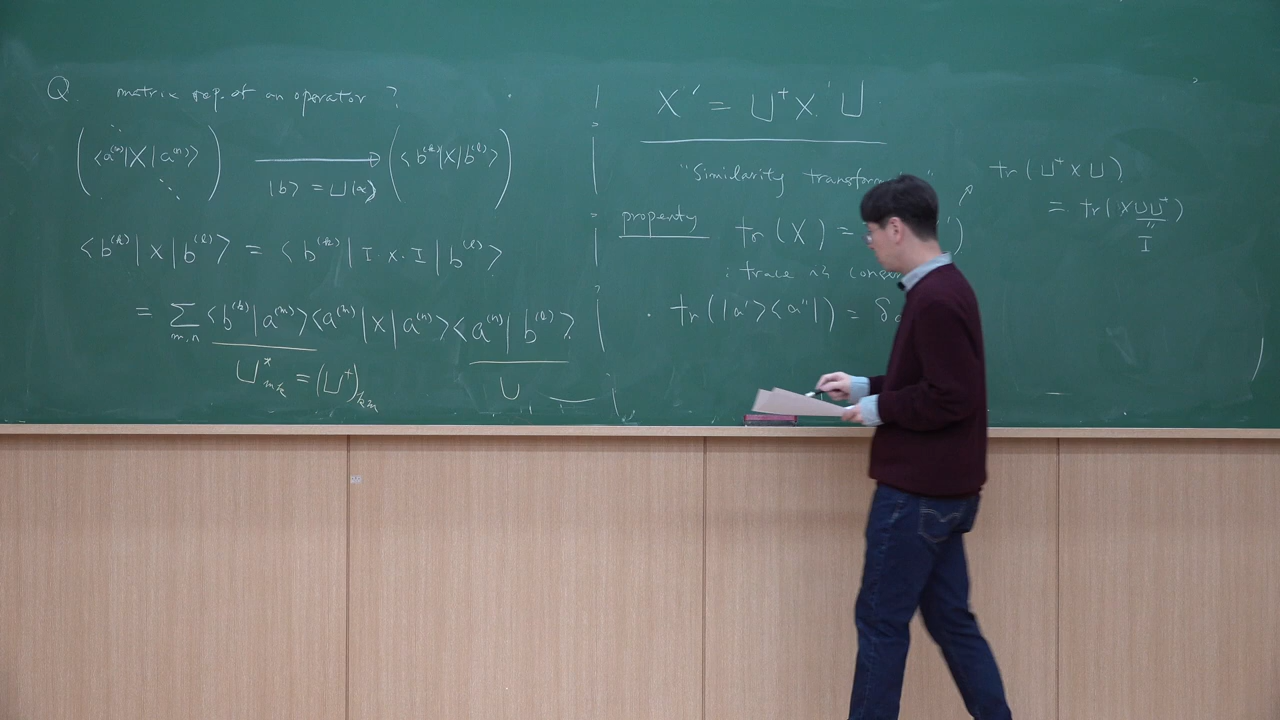 Q. matrix rep. of an operator ?
(⟨a⁽ᵐ⁾|X|a⁽ⁿ⁾⟩) → (⟨b⁽ᵏ⁾|X|b⁽ˡ⁾⟩)
|b⟩ = U|a⟩
⟨b⁽ᵏ⁾|X|b⁽ˡ⁾⟩ = ⟨b⁽ᵏ⁾|I·X·I|b⁽ˡ⁾⟩
= Σ_{m,n} ⟨b⁽ᵏ⁾|a⁽ᵐ⁾⟩⟨a⁽ᵐ⁾|X|a⁽ⁿ⁾⟩⟨a⁽ⁿ⁾|b⁽ˡ⁾⟩
U*_{mk} = (U†)_{km} U
X'' = U†X'U
"Similarity transform
property tr(X) =
: trace is
· tr(|a'⟩⟨a''|) = δ
tr(U†XU)
= tr(XUU†)
"
I